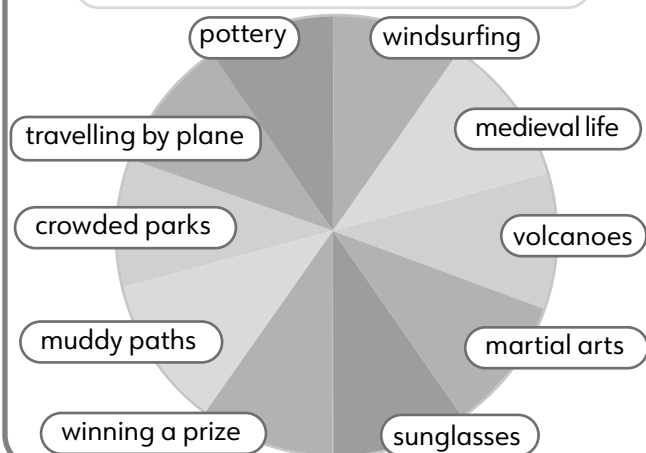 pottery
windsurfing
travelling by plane
medieval life
crowded parks
volcanoes
muddy paths
martial arts
winning a prize
sunglasses